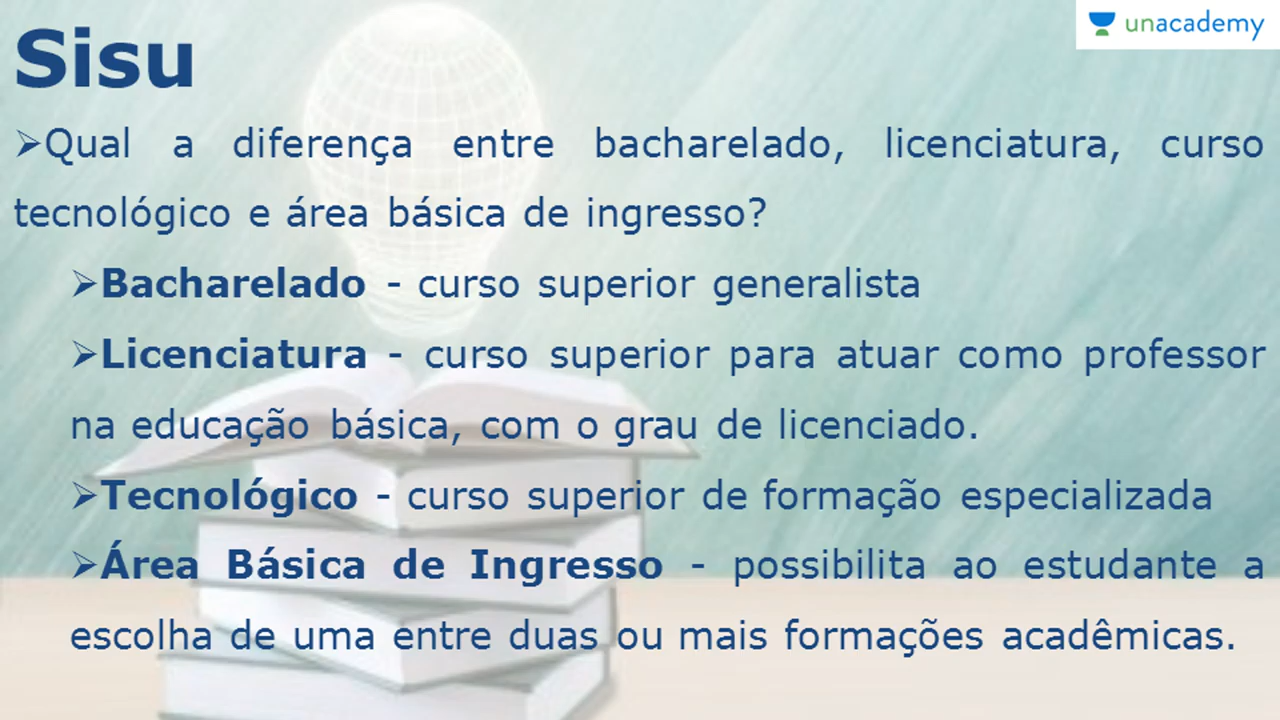 unacademy
Sisu
➢Qual a diferença entre bacharelado, licenciatura, curso
tecnológico e área básica de ingresso?
➢Bacharelado - curso superior generalista
➢Licenciatura - curso superior para atuar como professor
na educação básica, com o grau de licenciado.
➢Tecnológico - curso superior de formação especializada
➢Área Básica de Ingresso - possibilita ao estudante a
escolha de uma entre duas ou mais formações acadêmicas.